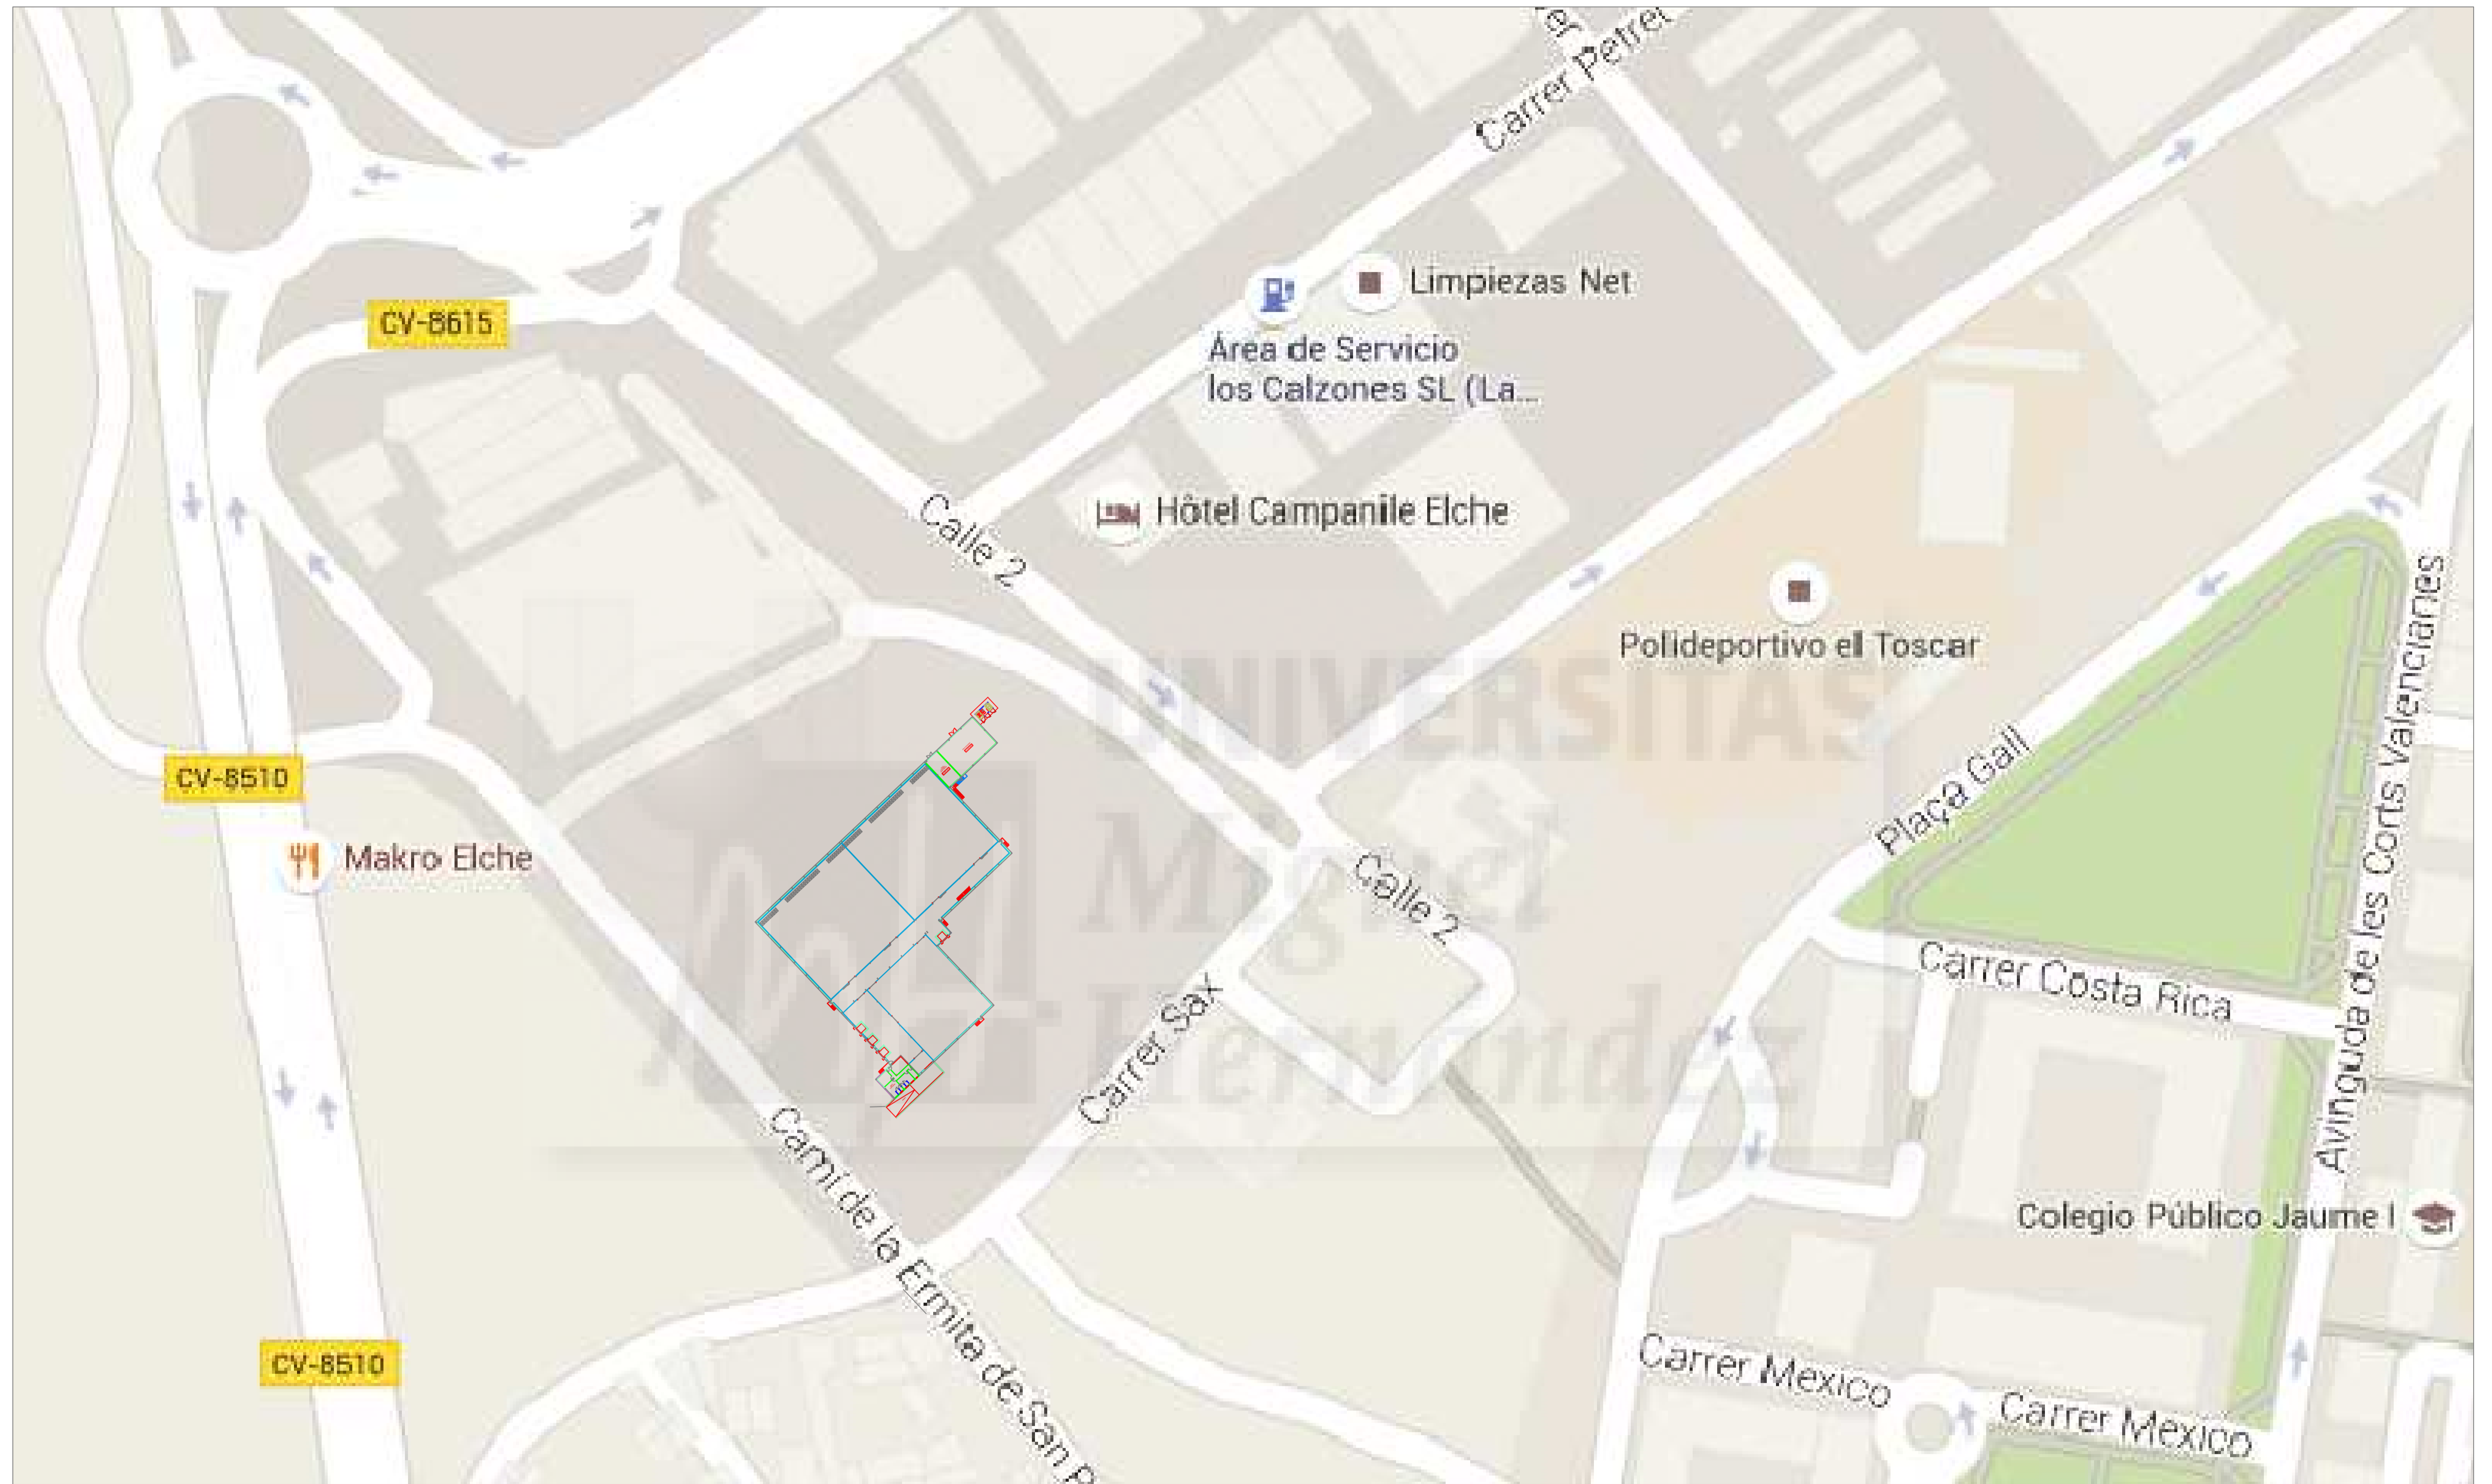 Carrer Petrer
Limpiezas Net
CV-8615
Área de Servicio
los Calzones SL (La...
Hôtel Campanile Elche
Calle 2
Polideportivo el Toscar
UNIVERSITAS
Miguel
Hernández
Avinguda de les Corts Valencianes
Plaça Gall
CV-8510
Makro Elche
Calle 2
Carrer Costa Rica
Carrer Sax
Camí de la Ermita de San P
Colegio Público Jaume I
CV-8510
Carrer Mexico
Carrer Mexico